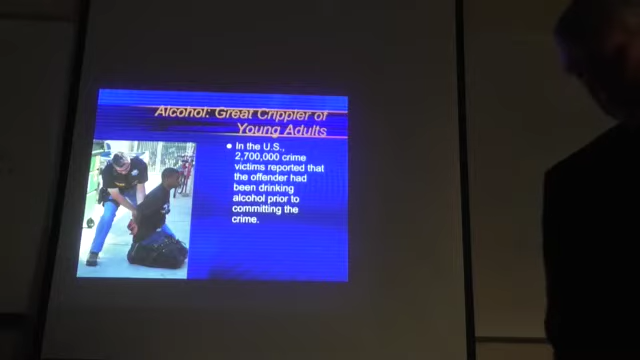 Alcohol: Great Crippler of
Young Adults
In the U.S.,
2,700,000 crime
victims reported that
the offender had
been drinking
alcohol prior to
committing the
crime.